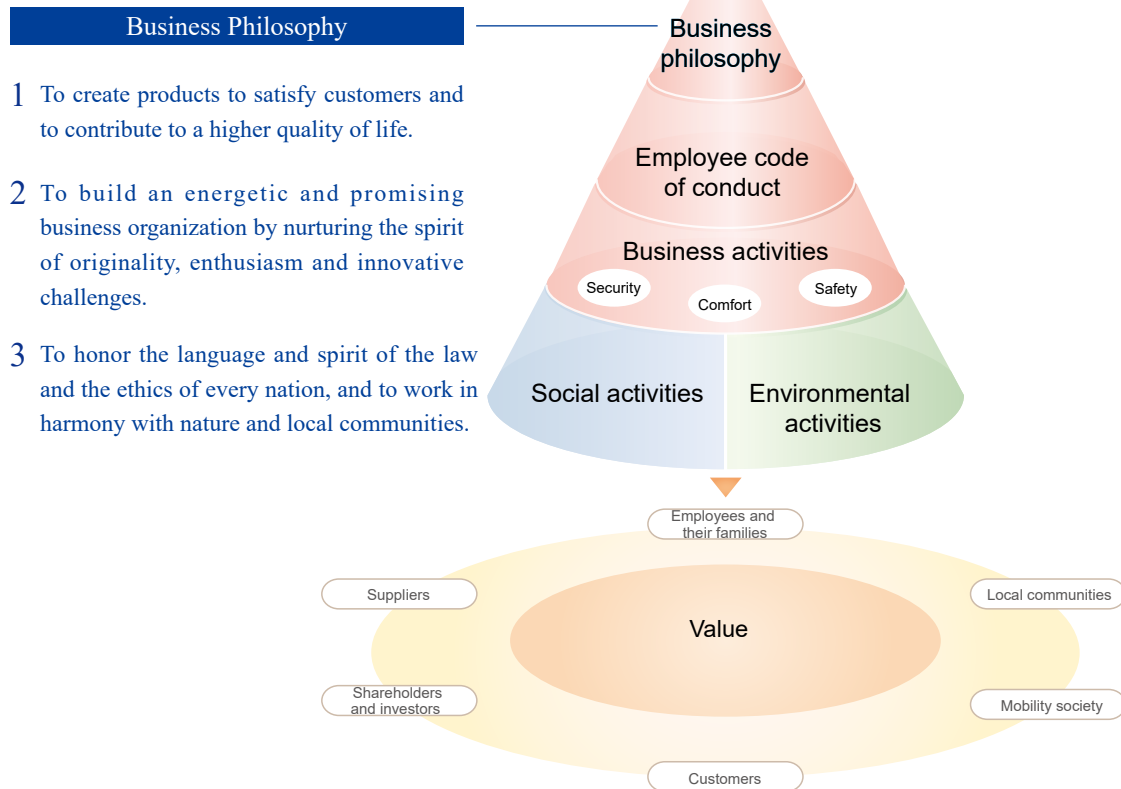 Business Philosophy
1 To create products to satisfy customers and
to contribute to a higher quality of life.
2 To build an energetic and promising
business organization by nurturing the spirit
of originality, enthusiasm and innovative
challenges.
3 To honor the language and spirit of the law
and the ethics of every nation, and to work in
harmony with nature and local communities.
Business
philosophy
Employee code
of conduct
Business activities
Security
Comfort
Safety
Social activities
Environmental
activities
Employees and
their families
Suppliers
Local communities
Value
Shareholders
and investors
Mobility society
Customers